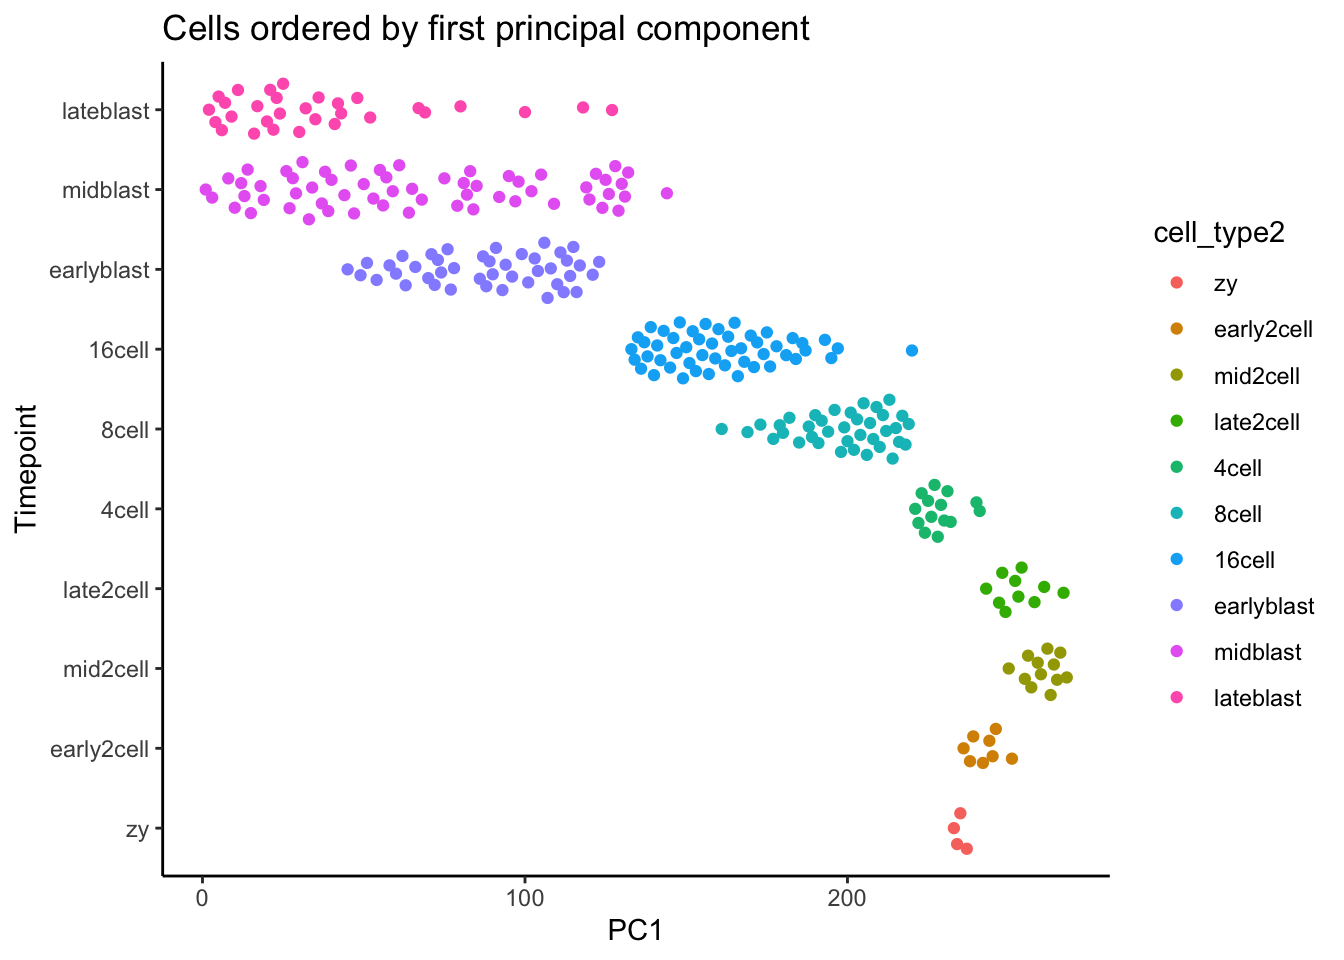 Cells ordered by first principal component
Timepoint
lateblast
midblast
earlyblast
16cell
8cell
4cell
late2cell
mid2cell
early2cell
zy
0 100 200
PC1
cell_type2
zy
early2cell
mid2cell
late2cell
4cell
8cell
16cell
earlyblast
midblast
lateblast